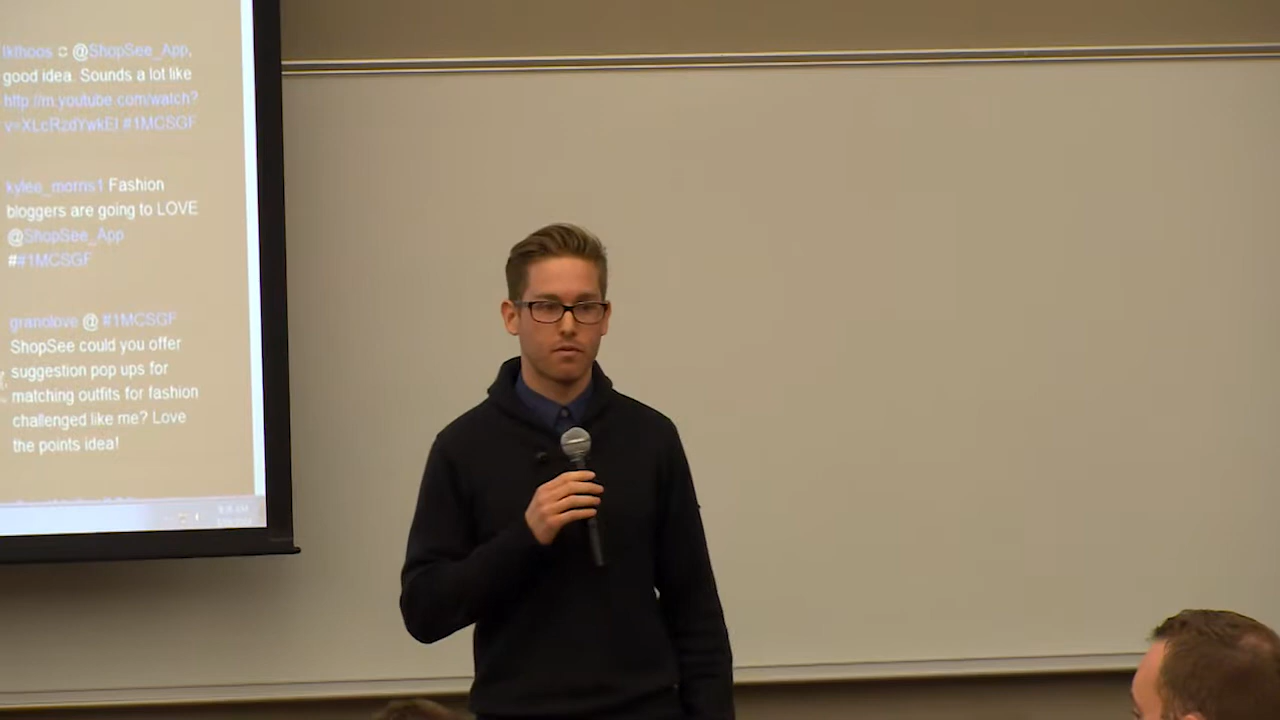 @ShopSee_App,
good idea. Sounds a lot like
http://m.youtube.com/watch?
v=XLcRzdYwkEI #1MCSGF
kylee_morris1 Fashion
bloggers are going to LOVE
@ShopSee_App
##1MCSGF
granolove @ #1MCSGF
ShopSee could you offer
suggestion pop ups for
matching outfits for fashion
challenged like me? Love
the points idea!